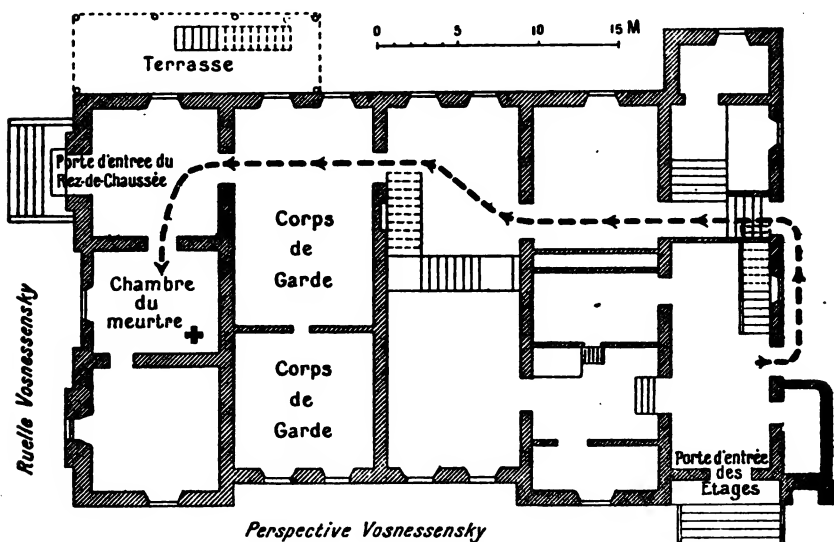 0 5 10 15 M
Terrasse
Porte d'entrée du
Rez-de-Chaussée
Corps
de
Garde
Chambre
du
meurtre
Corps
de
Garde
Porte d'entrée
des
Étages
Ruelle Vosnessensky
Perspective Vosnessensky